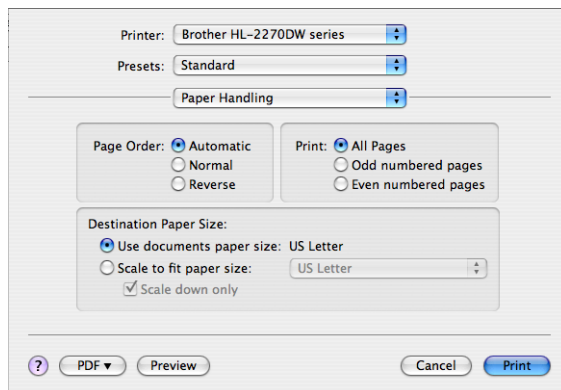 Printer: Brother HL-2270DW series
Presets: Standard
Paper Handling
Page Order: Automatic
Normal
Reverse
Print: All Pages
Odd numbered pages
Even numbered pages
Destination Paper Size:
Use documents paper size: US Letter
Scale to fit paper size: US Letter
Scale down only
? PDF ▼ Preview Cancel Print